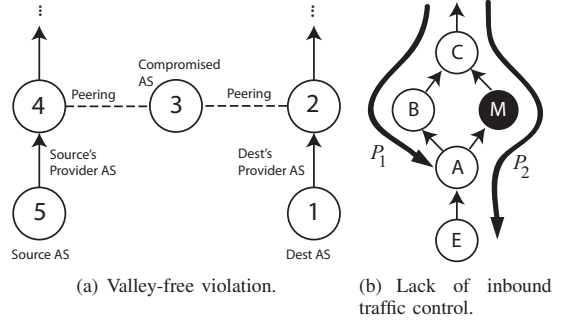 ⋮ ⋮
Compromised
AS
Peering Peering
4 3 2
Source's
Provider AS
Dest's
Provider AS
5 1
Source AS Dest AS
(a) Valley-free violation.
C
B M
P1 A P2
E
(b) Lack of inbound
traffic control.